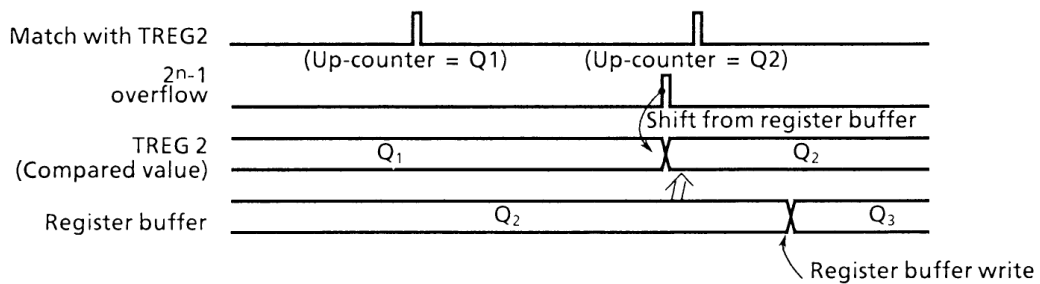 Match with TREG2
(Up-counter = Q1)
(Up-counter = Q2)
2n-1
overflow
Shift from register buffer
TREG 2
(Compared value)
Q1
Q2
Register buffer
Q2
Q3
Register buffer write